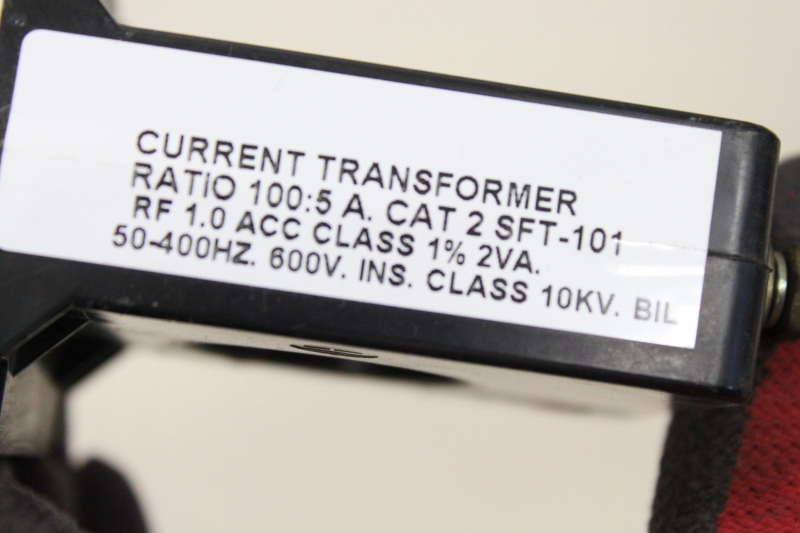 CURRENT TRANSFORMER
RATIO 100:5 A. CAT 2 SFT-101
RF 1.0 ACC CLASS 1% 2VA.
50-400HZ. 600V. INS. CLASS 10KV. BIL